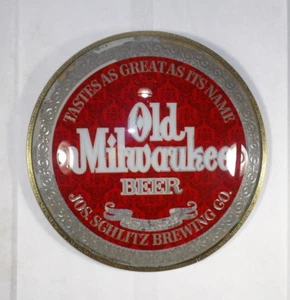 TASTES AS GREAT AS ITS NAME
Old
Milwaukee
BEER
JOS. SCHLITZ BREWING CO.